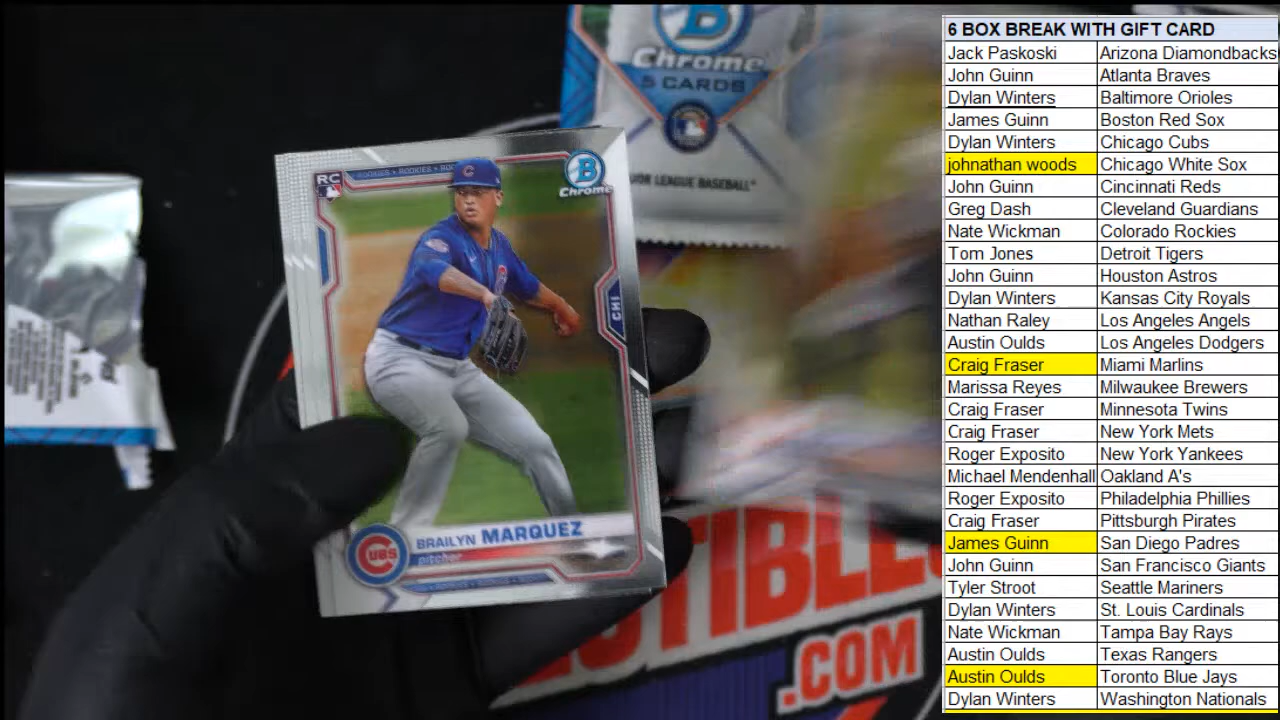 B
Chrome
5 CARDS
MAJOR LEAGUE BASEBALL
RC
B
Chrome
C
CHI
BRAILYN MARQUEZ
pitcher
CUBS
TIBLES
.COM
6 BOX BREAK WITH GIFT CARD
Jack Paskoski Arizona Diamondbacks
John Guinn Atlanta Braves
Dylan Winters Baltimore Orioles
James Guinn Boston Red Sox
Dylan Winters Chicago Cubs
johnathan woods Chicago White Sox
John Guinn Cincinnati Reds
Greg Dash Cleveland Guardians
Nate Wickman Colorado Rockies
Tom Jones Detroit Tigers
John Guinn Houston Astros
Dylan Winters Kansas City Royals
Nathan Raley Los Angeles Angels
Austin Oulds Los Angeles Dodgers
Craig Fraser Miami Marlins
Marissa Reyes Milwaukee Brewers
Craig Fraser Minnesota Twins
Craig Fraser New York Mets
Roger Exposito New York Yankees
Michael Mendenhall Oakland A's
Roger Exposito Philadelphia Phillies
Craig Fraser Pittsburgh Pirates
James Guinn San Diego Padres
John Guinn San Francisco Giants
Tyler Stroot Seattle Mariners
Dylan Winters St. Louis Cardinals
Nate Wickman Tampa Bay Rays
Austin Oulds Texas Rangers
Austin Oulds Toronto Blue Jays
Dylan Winters Washington Nationals